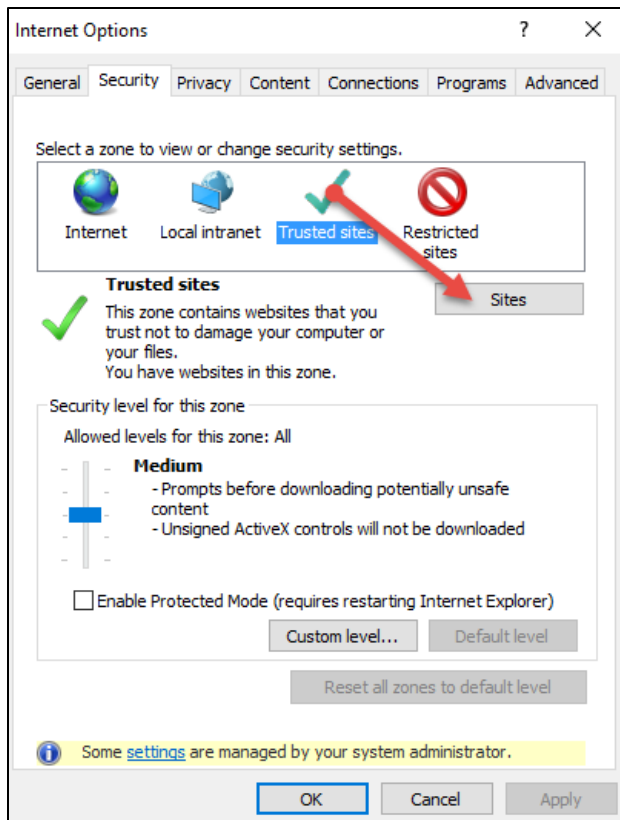 Internet Options ? X
General Security Privacy Content Connections Programs Advanced
Select a zone to view or change security settings.
Internet Local intranet Trusted sites Restricted
sites
Trusted sites
This zone contains websites that you
trust not to damage your computer or
your files.
You have websites in this zone.
Sites
Security level for this zone
Allowed levels for this zone: All
Medium
- Prompts before downloading potentially unsafe
content
- Unsigned ActiveX controls will not be downloaded
Enable Protected Mode (requires restarting Internet Explorer)
Custom level... Default level
Reset all zones to default level
Some settings are managed by your system administrator.
OK Cancel Apply